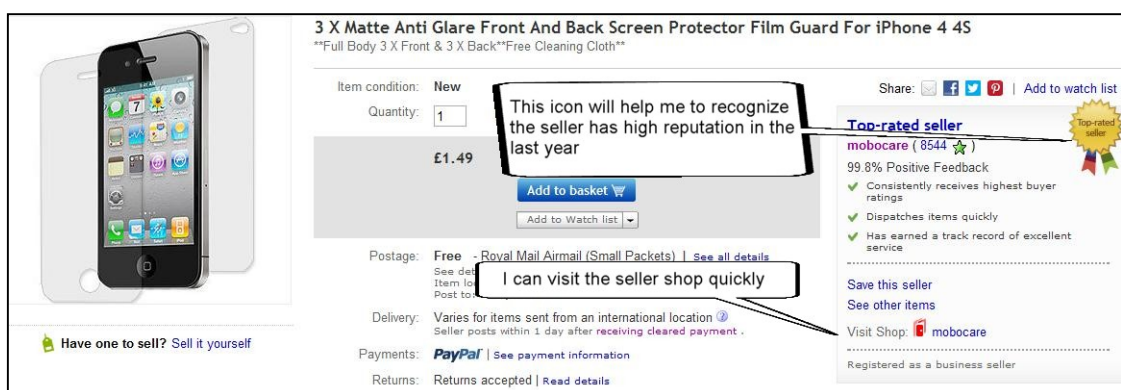 3 X Matte Anti Glare Front And Back Screen Protector Film Guard For iPhone 4 4S
**Full Body 3 X Front & 3 X Back**Free Cleaning Cloth**
Item condition: New
Quantity: 1
£1.49
Add to basket
Add to Watch list
This icon will help me to recognize
the seller has high reputation in the
last year
Share: | Add to watch list
Top-rated seller
Top-rated
seller
mobocare ( 8544 )
99.8% Positive Feedback
Consistently receives highest buyer
ratings
Dispatches items quickly
Has earned a track record of excellent
service
Postage: Free - Royal Mail Airmail (Small Packets) | See all details
See
Item
Post to:
I can visit the seller shop quickly
Save this seller
See other items
Visit Shop: mobocare
Registered as a business seller
Delivery: Varies for items sent from an international location
Seller posts within 1 day after receiving cleared payment .
Payments: PayPal | See payment information
Returns: Returns accepted | Read details
Have one to sell? Sell it yourself